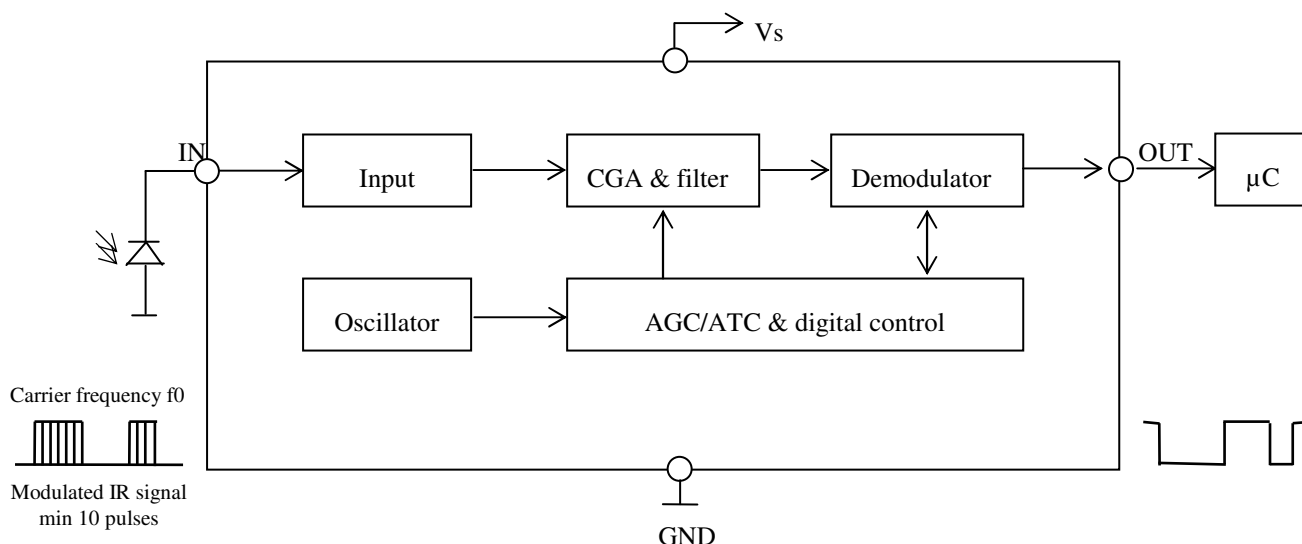 Vs
IN
OUT
Input
CGA & filter
Demodulator
µC
Oscillator
AGC/ATC & digital control
Carrier frequency f0
Modulated IR signal
min 10 pulses
GND